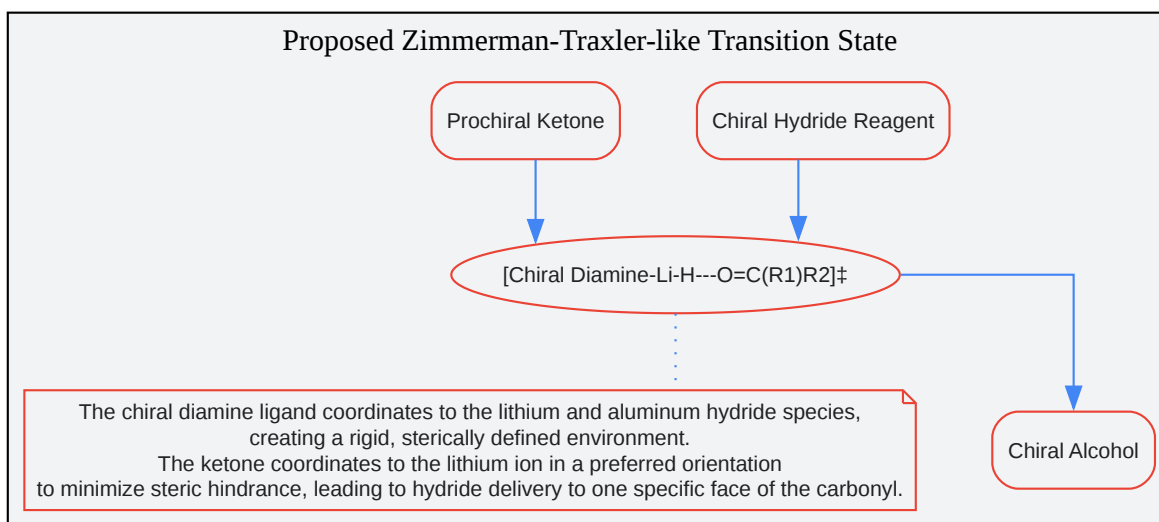 Proposed Zimmerman-Traxler-like Transition State
Prochiral Ketone
Chiral Hydride Reagent
[Chiral Diamine-Li-H---O=C(R1)R2]‡
The chiral diamine ligand coordinates to the lithium and aluminum hydride species,
creating a rigid, sterically defined environment.
The ketone coordinates to the lithium ion in a preferred orientation
to minimize steric hindrance, leading to hydride delivery to one specific face of the carbonyl.
Chiral Alcohol